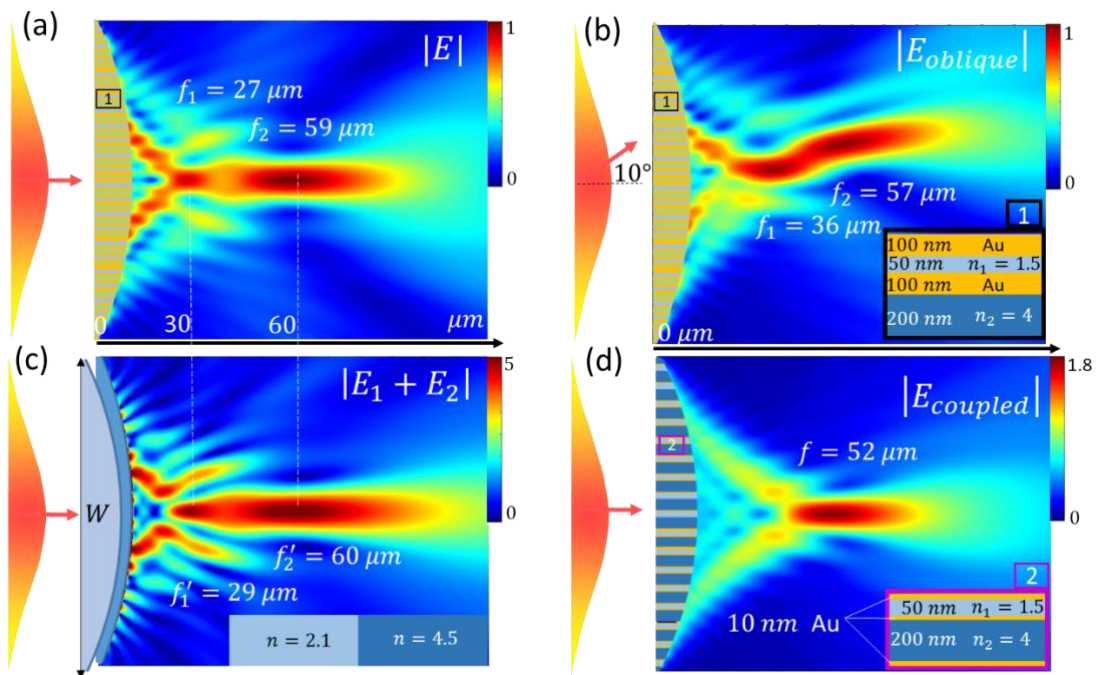 (a)
|E|
1
0
1
f₁ = 27 μm
f₂ = 59 μm
0
30
60
μm
(b)
|E_oblique|
1
0
1
10°
f₂ = 57 μm
f₁ = 36 μm
1
100 nm Au
50 nm n₁ = 1.5
100 nm Au
200 nm n₂ = 4
0 μm
(c)
|E₁ + E₂|
5
0
W
f₂′ = 60 μm
f₁′ = 29 μm
n = 2.1
n = 4.5
(d)
|E_coupled|
1.8
0
2
f = 52 μm
2
50 nm n₁ = 1.5
10 nm Au
200 nm n₂ = 4